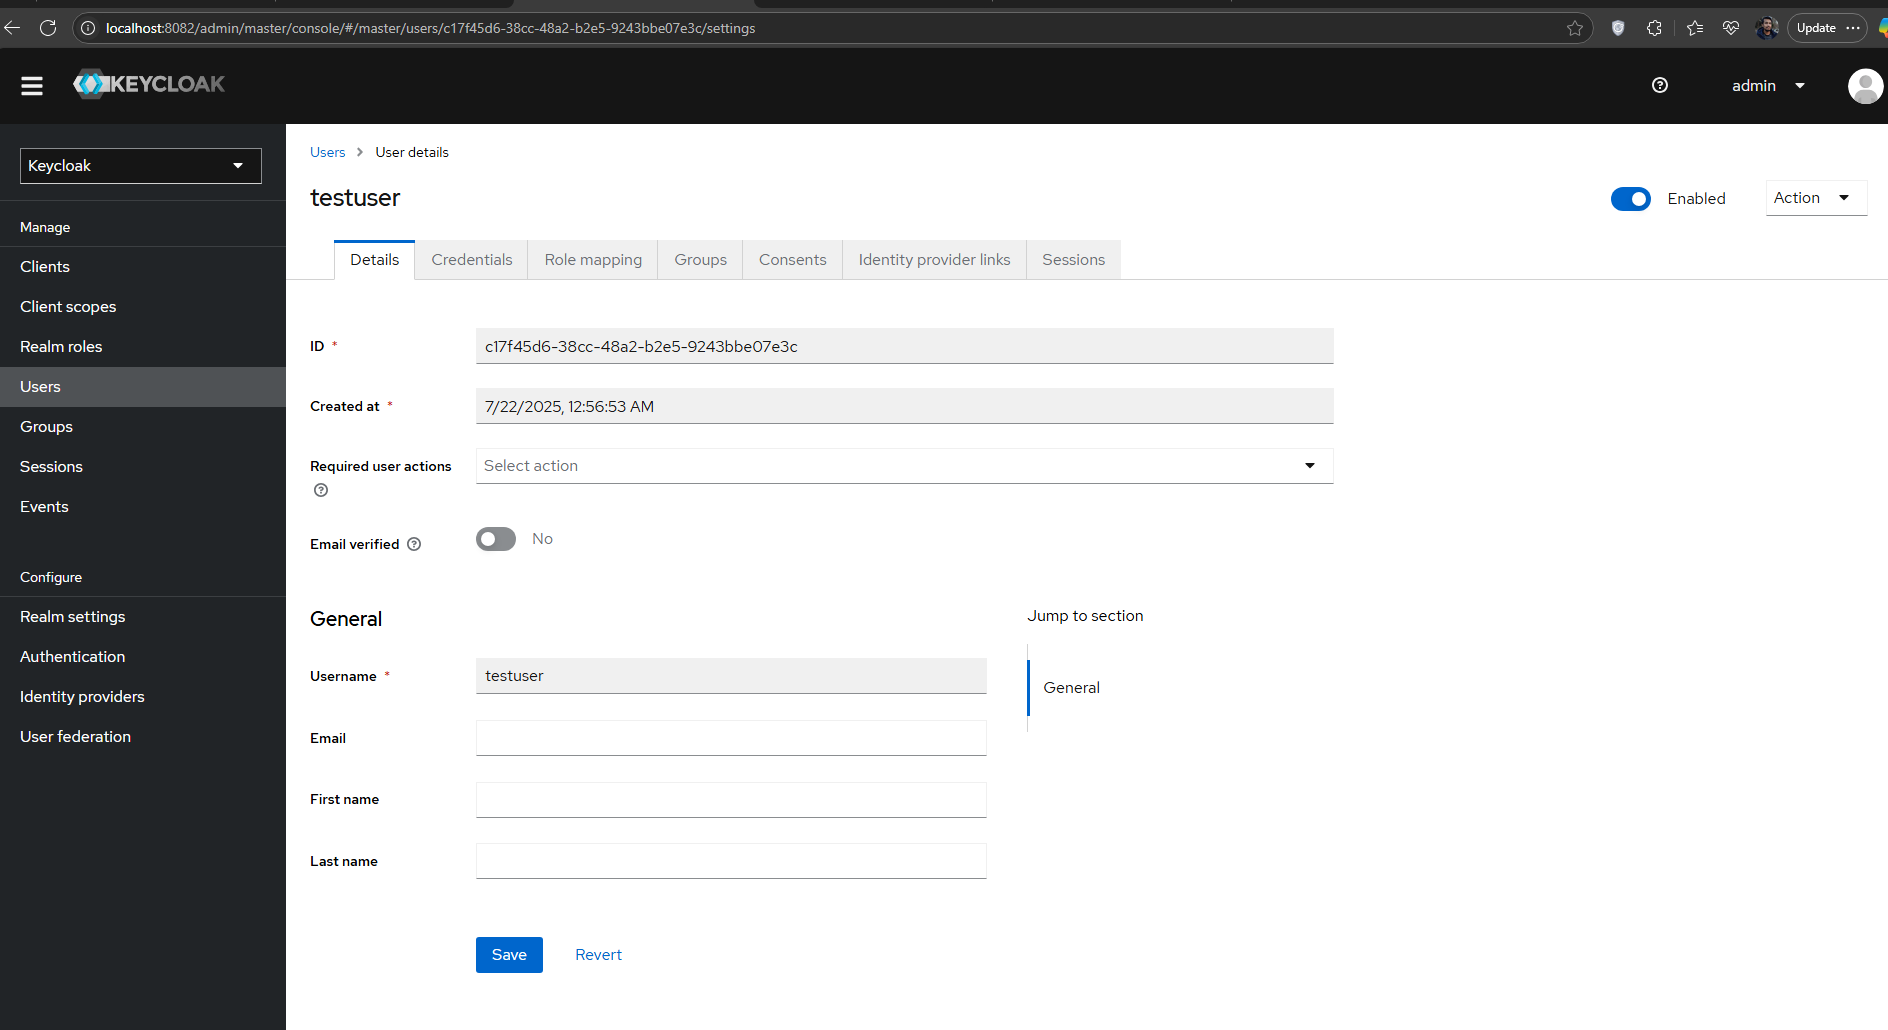 localhost:8082/admin/master/console/#/master/users/c17f45d6-38cc-48a2-b2e5-9243bbe07e3c/settings
Update
KEYCLOAK
admin
Keycloak
Manage
Clients
Client scopes
Realm roles
Users
Groups
Sessions
Events
Configure
Realm settings
Authentication
Identity providers
User federation
Users > User details
testuser
Enabled
Action
Details
Credentials
Role mapping
Groups
Consents
Identity provider links
Sessions
ID *
c17f45d6-38cc-48a2-b2e5-9243bbe07e3c
Created at *
7/22/2025, 12:56:53 AM
Required user actions
Select action
Email verified
No
General
Jump to section
General
Username *
testuser
Email
First name
Last name
Save
Revert